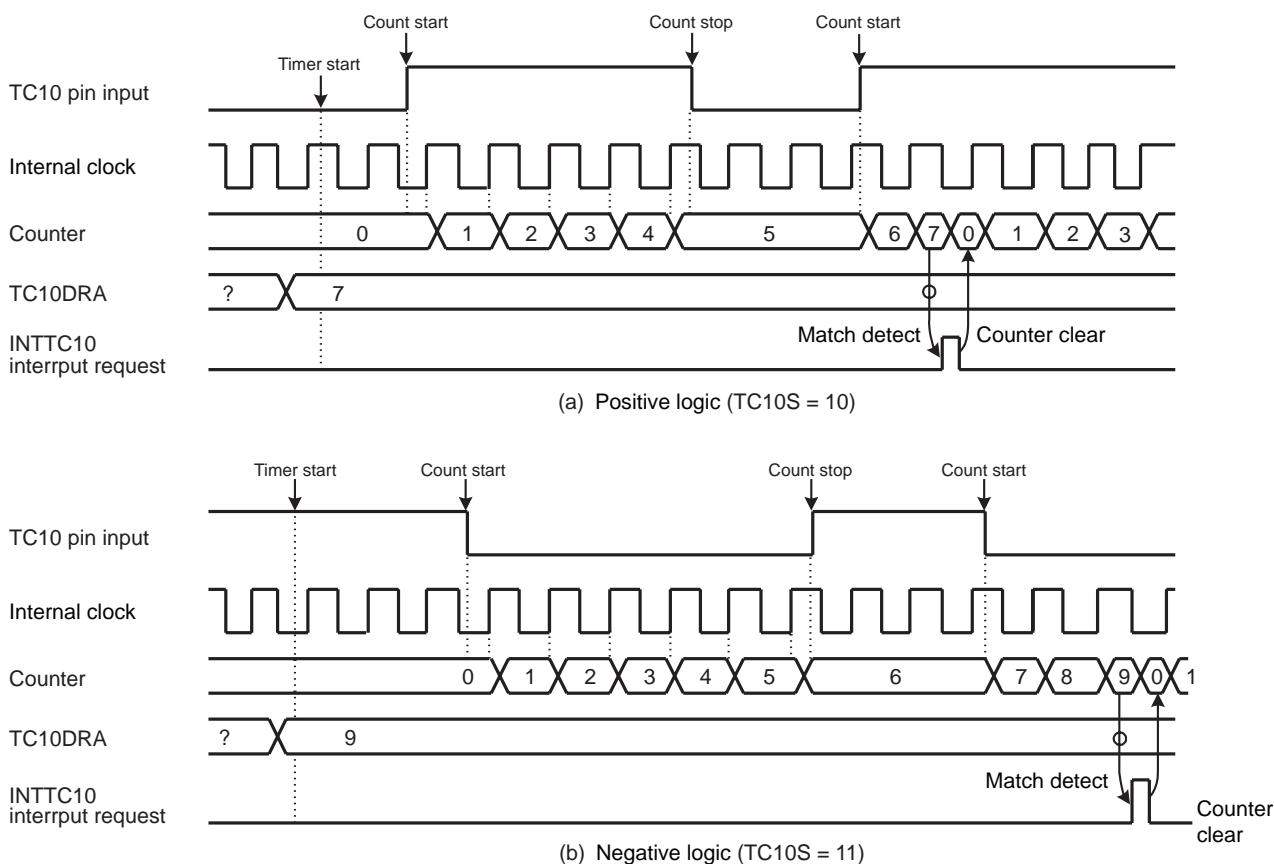 Count start Count stop Count start
Timer start
TC10 pin input
Internal clock
Counter 0 1 2 3 4 5 6 7 0 1 2 3
TC10DRA ? 7
Match detect Counter clear
INTTC10
interrput request
(a) Positive logic (TC10S = 10)
Timer start Count start Count stop Count start
TC10 pin input
Internal clock
Counter 0 1 2 3 4 5 6 7 8 9 0 1
TC10DRA ? 9
Match detect
INTTC10
interrput request
Counter
clear
(b) Negative logic (TC10S = 11)